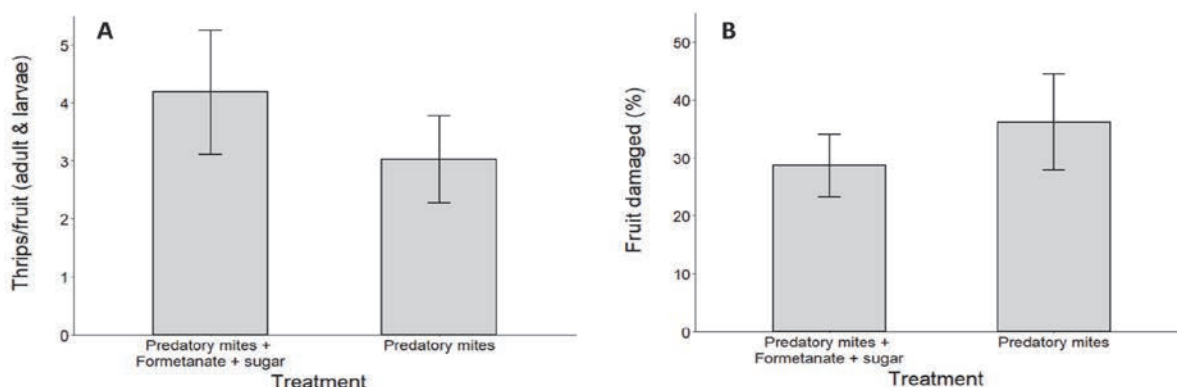 A
Thrips/fruit (adult & larvae)
5
4
3
2
1
0
Predatory mites +
Formetanate + sugar
Predatory mites
Treatment
B
Fruit damaged (%)
50
40
30
20
10
0
Predatory mites +
Formetanate + sugar
Predatory mites
Treatment